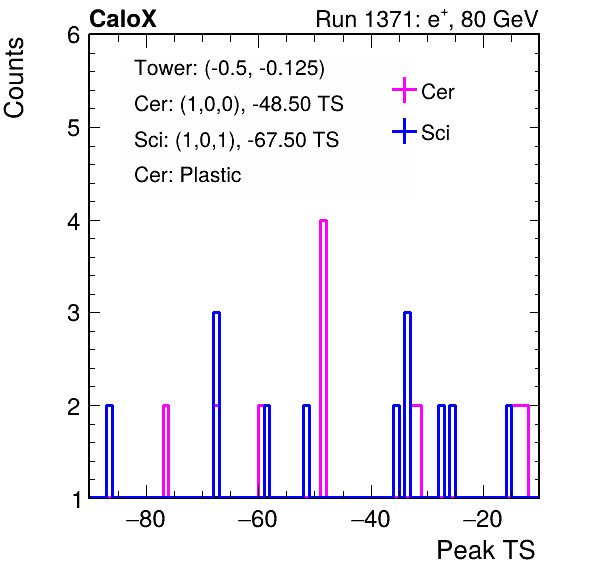 CaloX Run 1371: e⁺, 80 GeV
Counts
6
Tower: (-0.5, -0.125)
Cer: (1,0,0), -48.50 TS
Sci: (1,0,1), -67.50 TS
Cer: Plastic
Cer
Sci
5
4
3
2
1
−80 −60 −40 −20
Peak TS